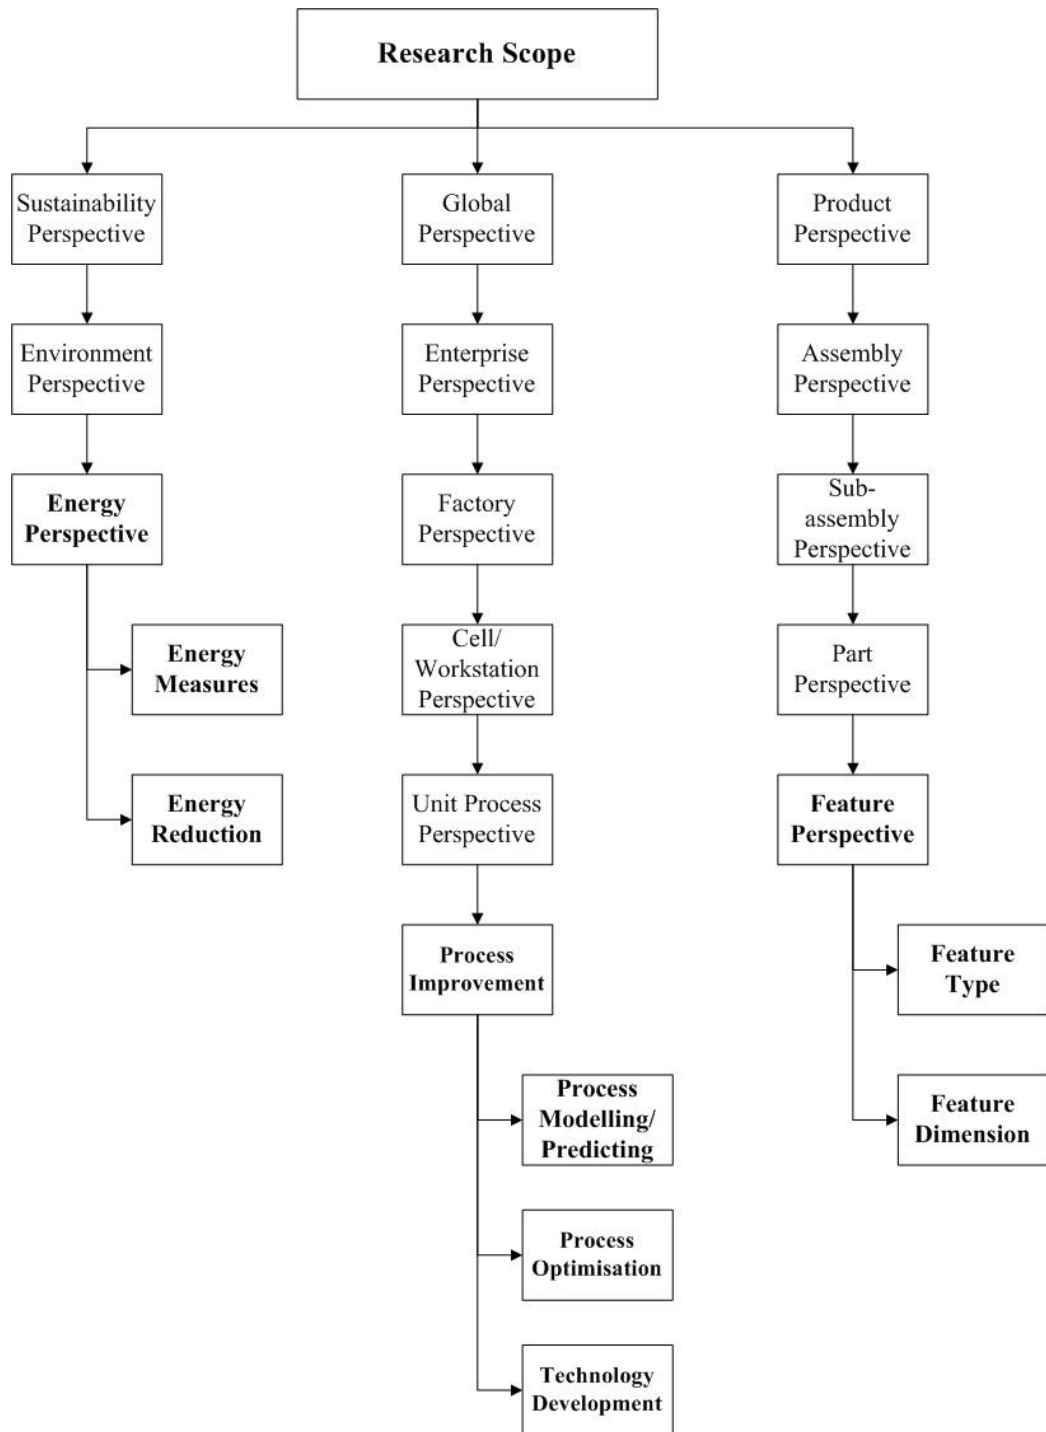 Research Scope
Sustainability
Perspective
Global
Perspective
Product
Perspective
Environment
Perspective
Enterprise
Perspective
Assembly
Perspective
Energy
Perspective
Factory
Perspective
Sub-
assembly
Perspective
Energy
Measures
Cell/
Workstation
Perspective
Part
Perspective
Energy
Reduction
Unit Process
Perspective
Feature
Perspective
Process
Improvement
Feature
Type
Process
Modelling/
Predicting
Feature
Dimension
Process
Optimisation
Technology
Development